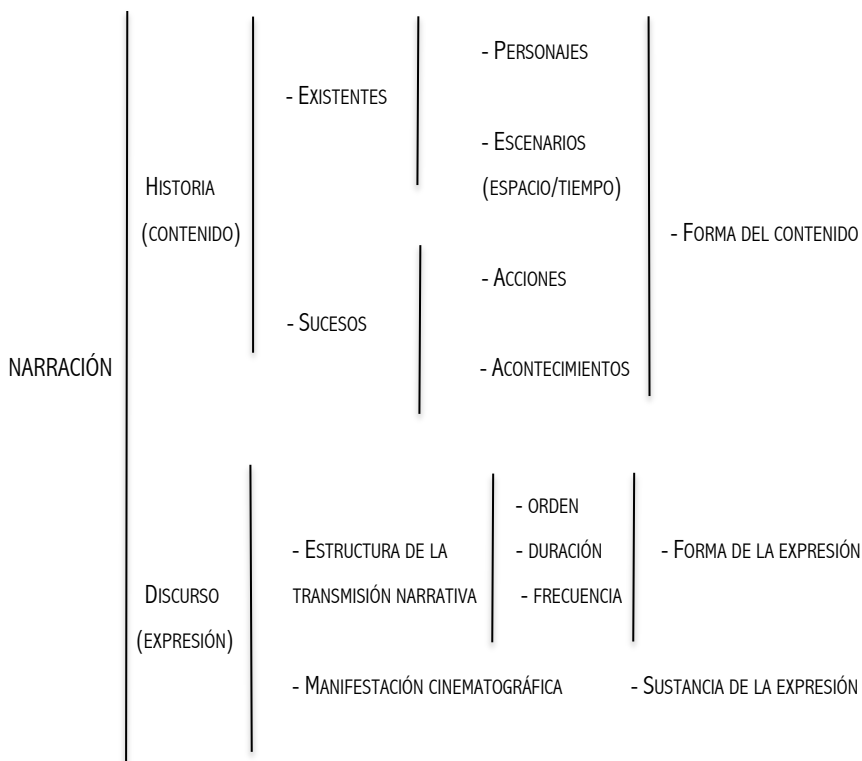 - PERSONAJES
- EXISTENTES
- ESCENARIOS
HISTORIA
(ESPACIO/TIEMPO)
(CONTENIDO)
- FORMA DEL CONTENIDO
- ACCIONES
- SUCESOS
NARRACIÓN
- ACONTECIMIENTOS
- ORDEN
- ESTRUCTURA DE LA
- DURACIÓN
- FORMA DE LA EXPRESIÓN
DISCURSO
TRANSMISIÓN NARRATIVA
- FRECUENCIA
(EXPRESIÓN)
- MANIFESTACIÓN CINEMATOGRÁFICA
- SUSTANCIA DE LA EXPRESIÓN